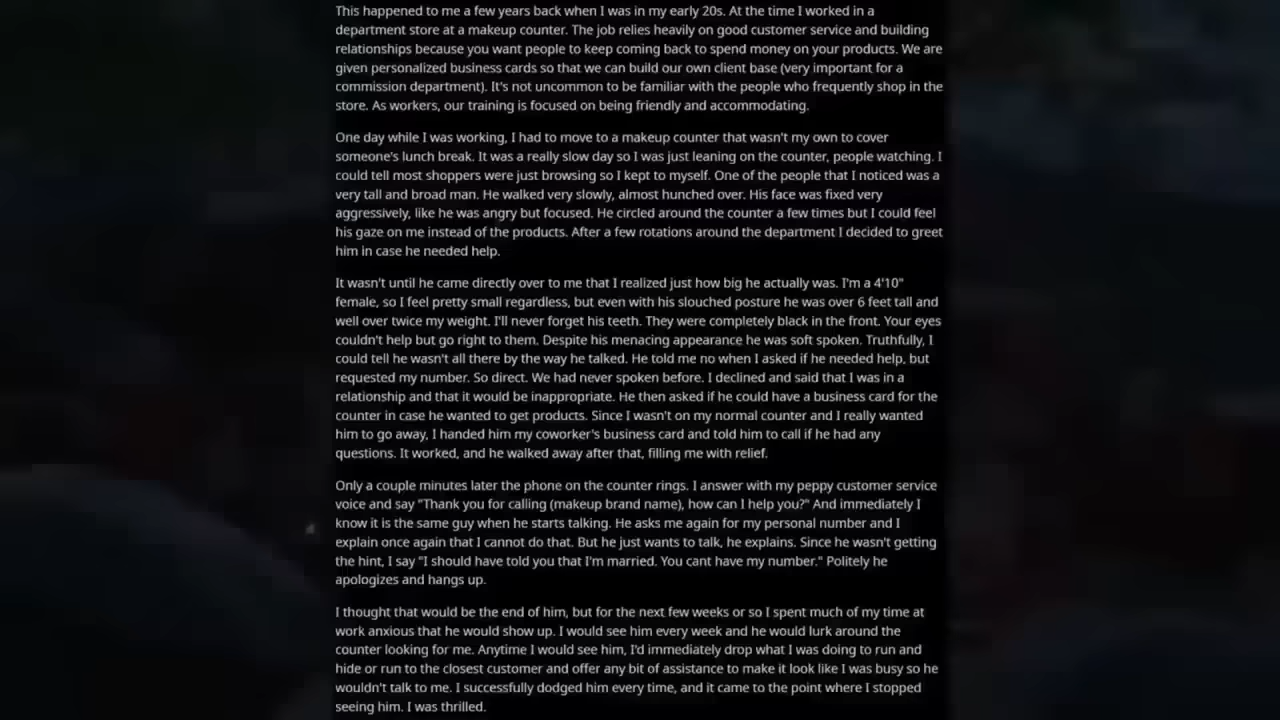 This happened to me a few years back when I was in my early 20s. At the time I worked in a
department store at a makeup counter. The job relies heavily on good customer service and building
relationships because you want people to keep coming back to spend money on your products. We are
given personalized business cards so that we can build our own client base (very important for a
commission department). It's not uncommon to be familiar with the people who frequently shop in the
store. As workers, our training is focused on being friendly and accommodating.
One day while I was working, I had to move to a makeup counter that wasn't my own to cover
someone's lunch break. It was a really slow day so I was just leaning on the counter, people watching. I
could tell most shoppers were just browsing so I kept to myself. One of the people that I noticed was a
very tall and broad man. He walked very slowly, almost hunched over. His face was fixed very
aggressively, like he was angry but focused. He circled around the counter a few times but I could feel
his gaze on me instead of the products. After a few rotations around the department I decided to greet
him in case he needed help.
It wasn't until he came directly over to me that I realized just how big he actually was. I'm a 4'10"
female, so I feel pretty small regardless, but even with his slouched posture he was over 6 feet tall and
well over twice my weight. I'll never forget his teeth. They were completely black in the front. Your eyes
couldn't help but go right to them. Despite his menacing appearance he was soft spoken. Truthfully, I
could tell he wasn't all there by the way he talked. He told me no when I asked if he needed help, but
requested my number. So direct. We had never spoken before. I declined and said that I was in a
relationship and that it would be inappropriate. He then asked if he could have a business card for the
counter in case he wanted to get products. Since I wasn't on my normal counter and I really wanted
him to go away, I handed him my coworker's business card and told him to call if he had any
questions. It worked, and he walked away after that, filling me with relief.
Only a couple minutes later the phone on the counter rings. I answer with my peppy customer service
voice and say "Thank you for calling (makeup brand name), how can I help you?" And immediately I
know it is the same guy when he starts talking. He asks me again for my personal number and I
explain once again that I cannot do that. But he just wants to talk, he explains. Since he wasn't getting
the hint, I say "I should have told you that I'm married. You cant have my number." Politely he
apologizes and hangs up.
I thought that would be the end of him, but for the next few weeks or so I spent much of my time at
work anxious that he would show up. I would see him every week and he would lurk around the
counter looking for me. Anytime I would see him, I'd immediately drop what I was doing to run and
hide or run to the closest customer and offer any bit of assistance to make it look like I was busy so he
wouldn't talk to me. I successfully dodged him every time, and it came to the point where I stopped
seeing him. I was thrilled.